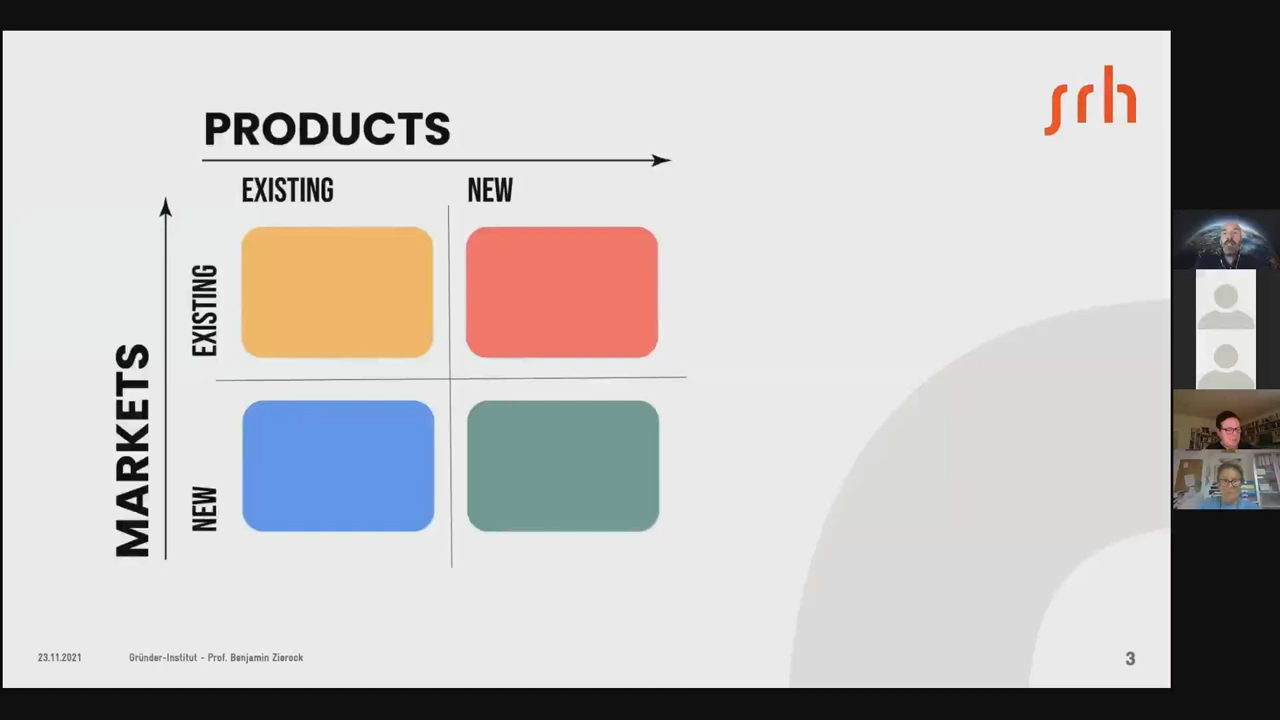 srh
PRODUCTS
EXISTING
NEW
MARKETS
EXISTING
NEW
23.11.2021
Gründer-Institut - Prof. Benjamin Zierock
3